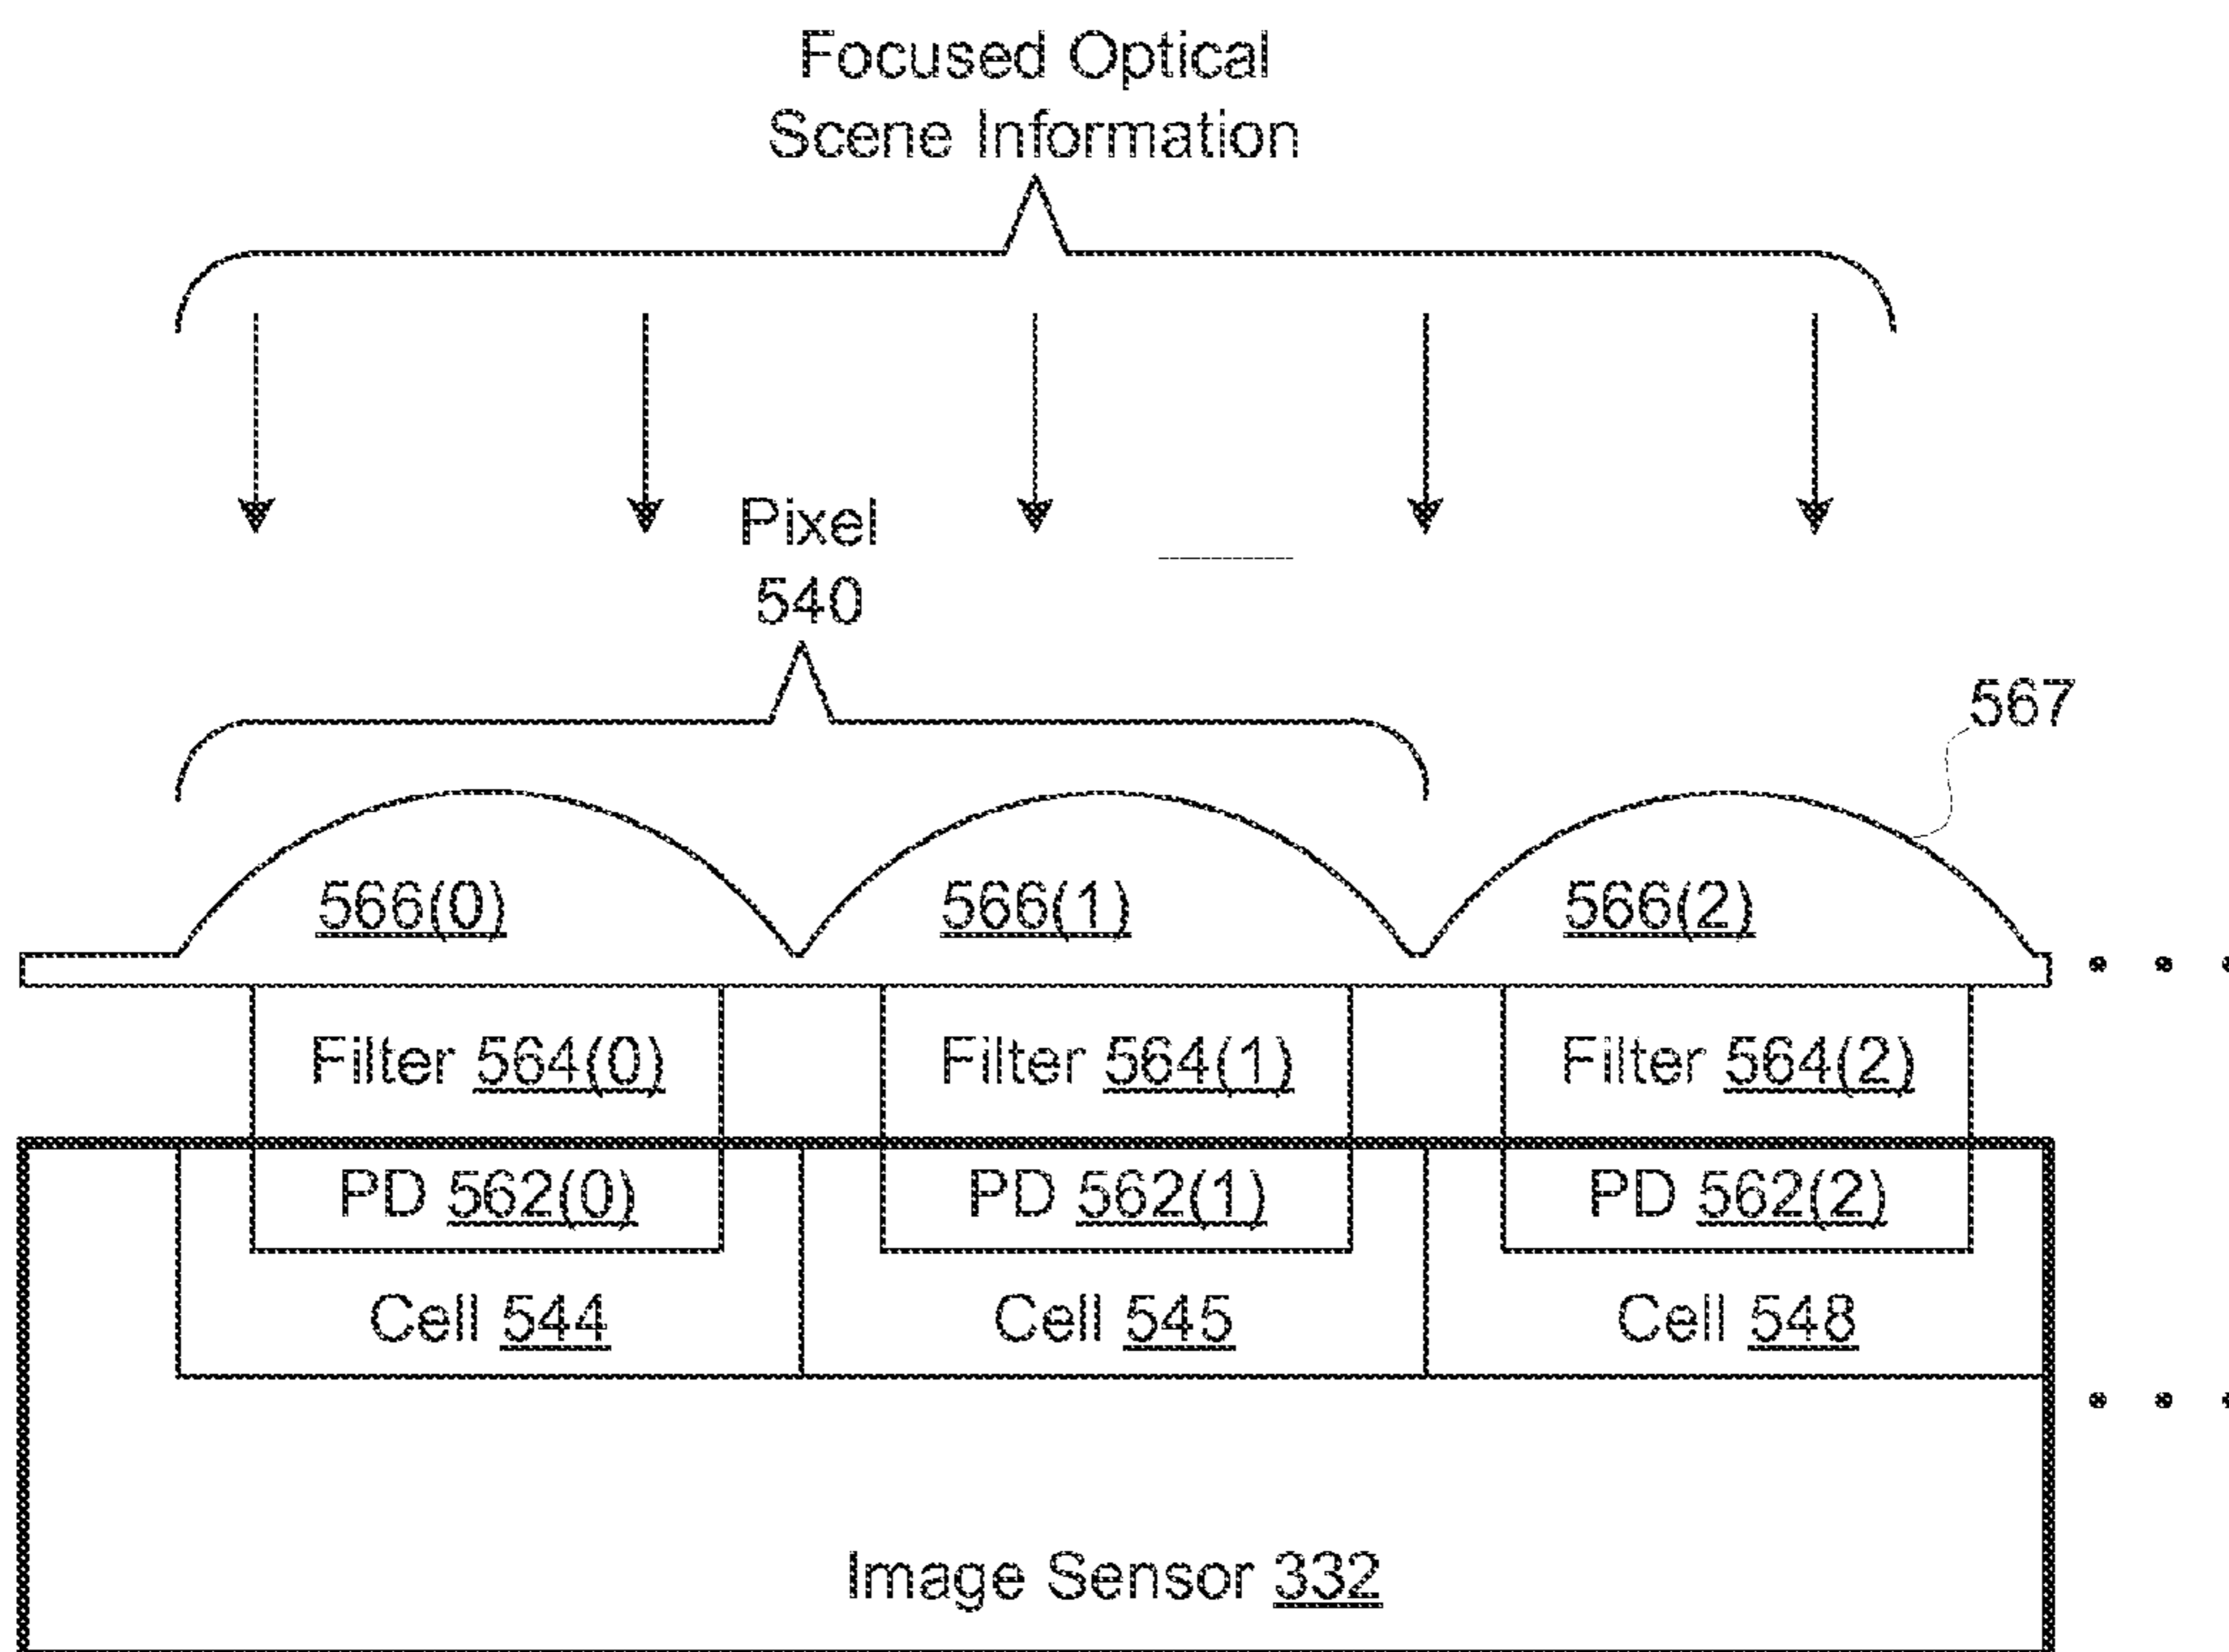 Focused Optical
Scene Information
Pixel
540
567
566(0) 566(1) 566(2)
Filter 564(0) Filter 564(1) Filter 564(2)
PD 562(0) PD 562(1) PD 562(2)
Cell 544 Cell 545 Cell 548
Image Sensor 332